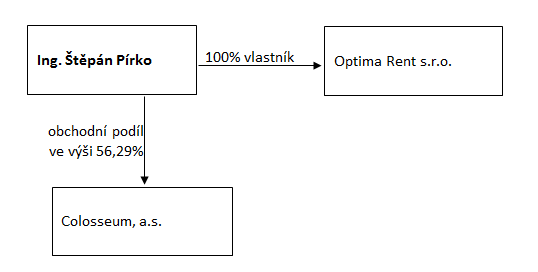 Ing. Štěpán Pírko
100% vlastník
Optima Rent s.r.o.
obchodní podíl
ve výši 56,29%
Colosseum, a.s.